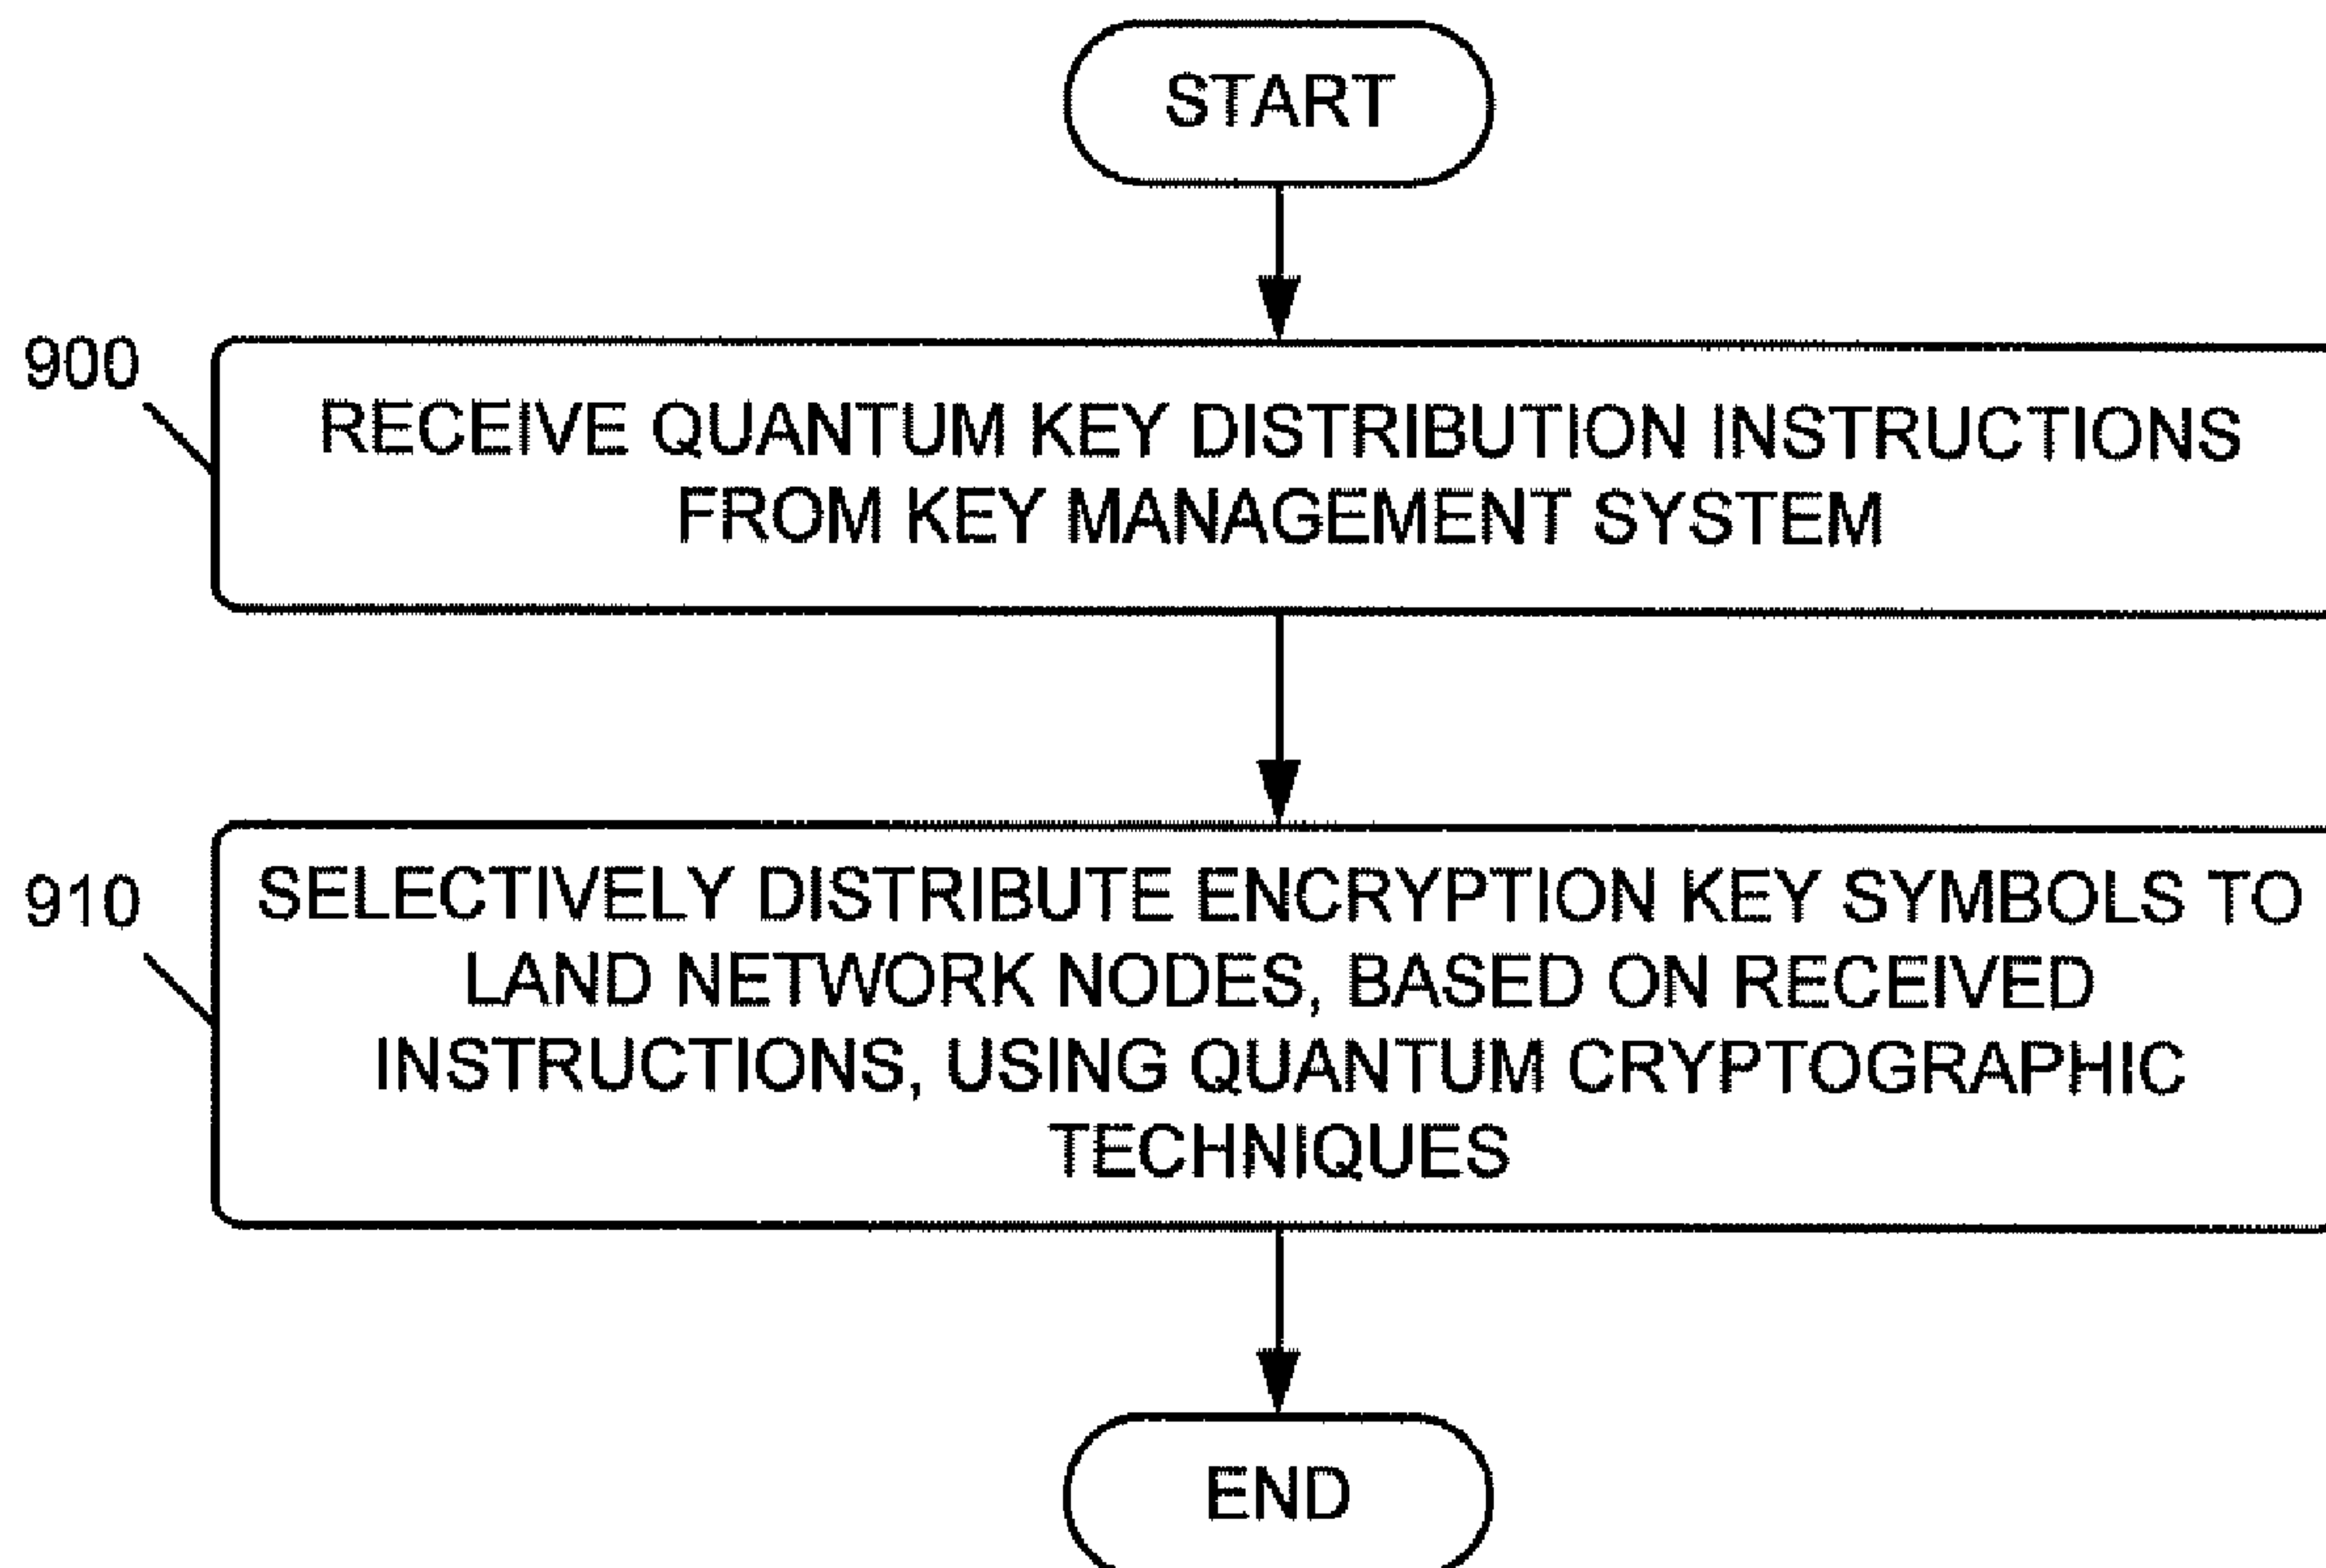 START
900
RECEIVE QUANTUM KEY DISTRIBUTION INSTRUCTIONS
FROM KEY MANAGEMENT SYSTEM
910
SELECTIVELY DISTRIBUTE ENCRYPTION KEY SYMBOLS TO
LAND NETWORK NODES, BASED ON RECEIVED
INSTRUCTIONS, USING QUANTUM CRYPTOGRAPHIC
TECHNIQUES
END